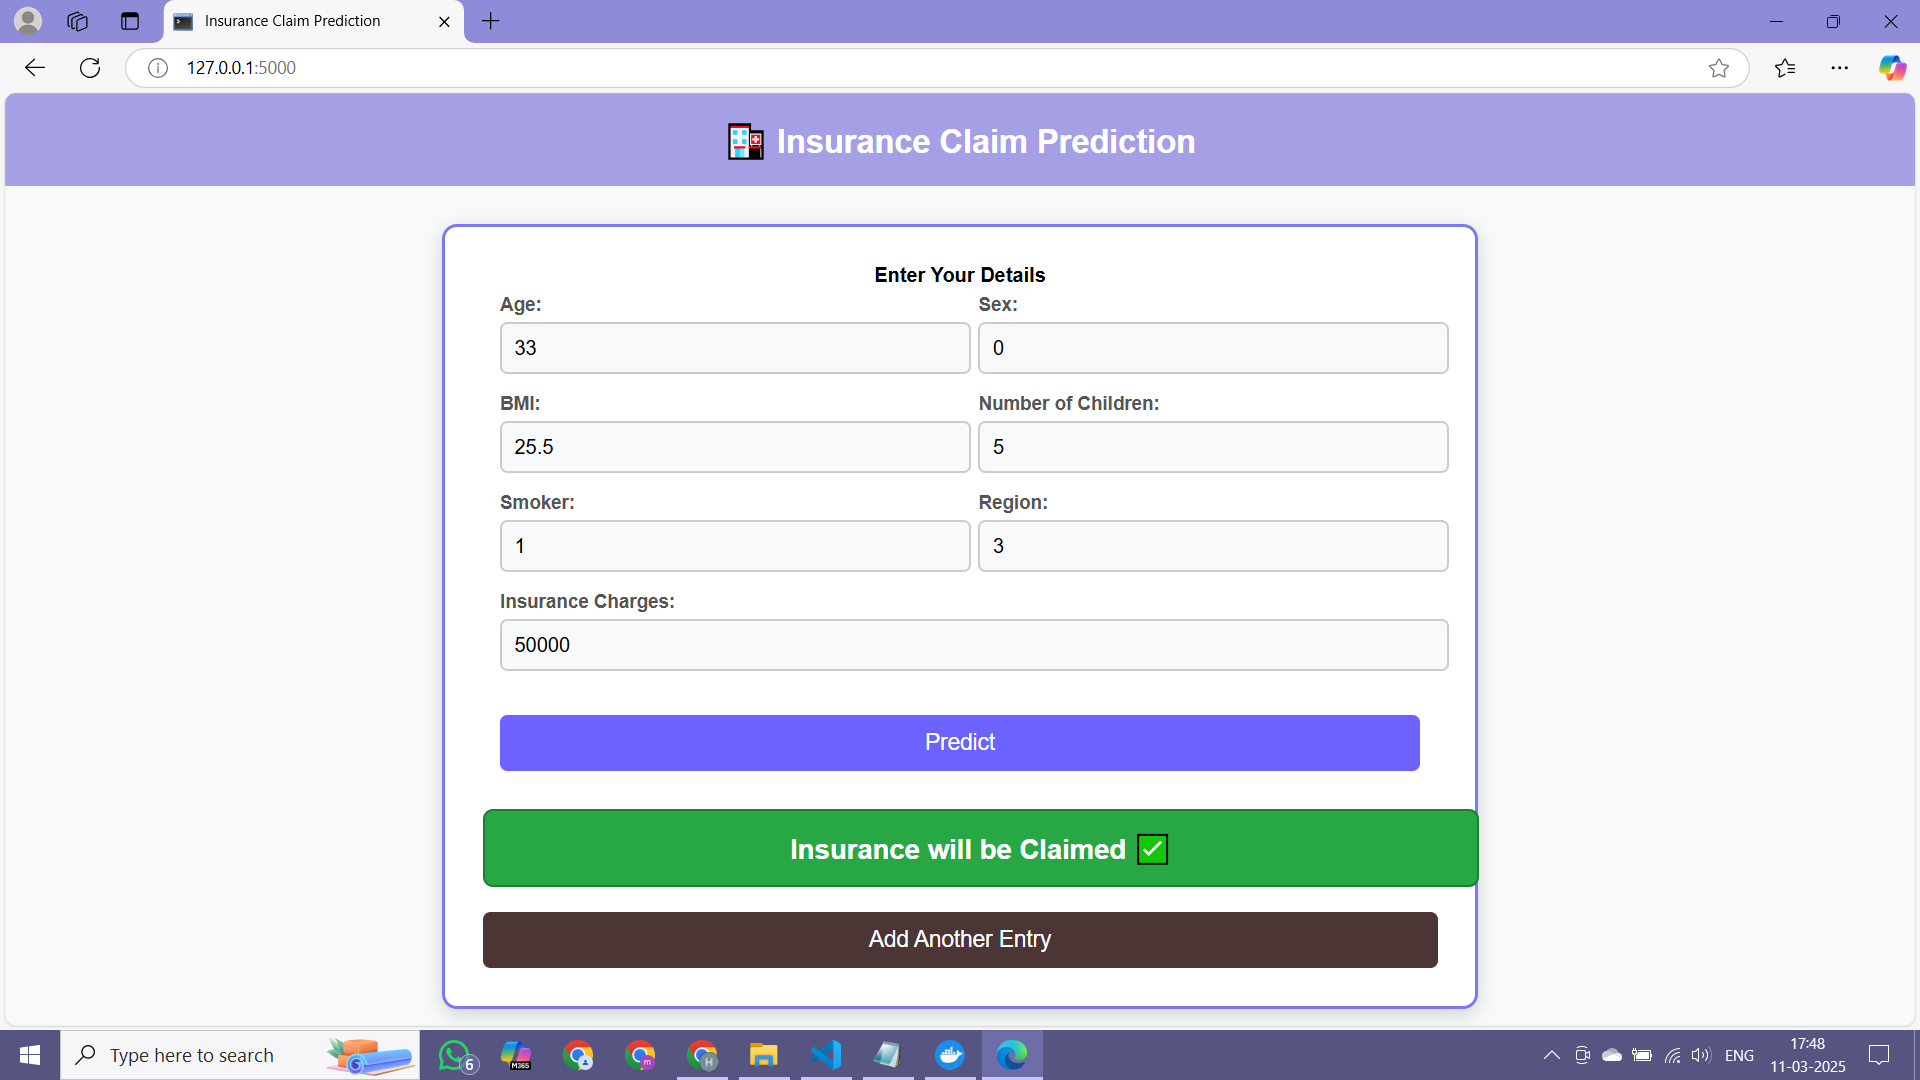 Insurance Claim Prediction
127.0.0.1:5000
Insurance Claim Prediction
Enter Your Details
Age: Sex:
33 0
BMI: Number of Children:
25.5 5
Smoker: Region:
1 3
Insurance Charges:
50000
Predict
Insurance will be Claimed
Add Another Entry
Type here to search
6
M365
m
H
ENG
17:48
11-03-2025